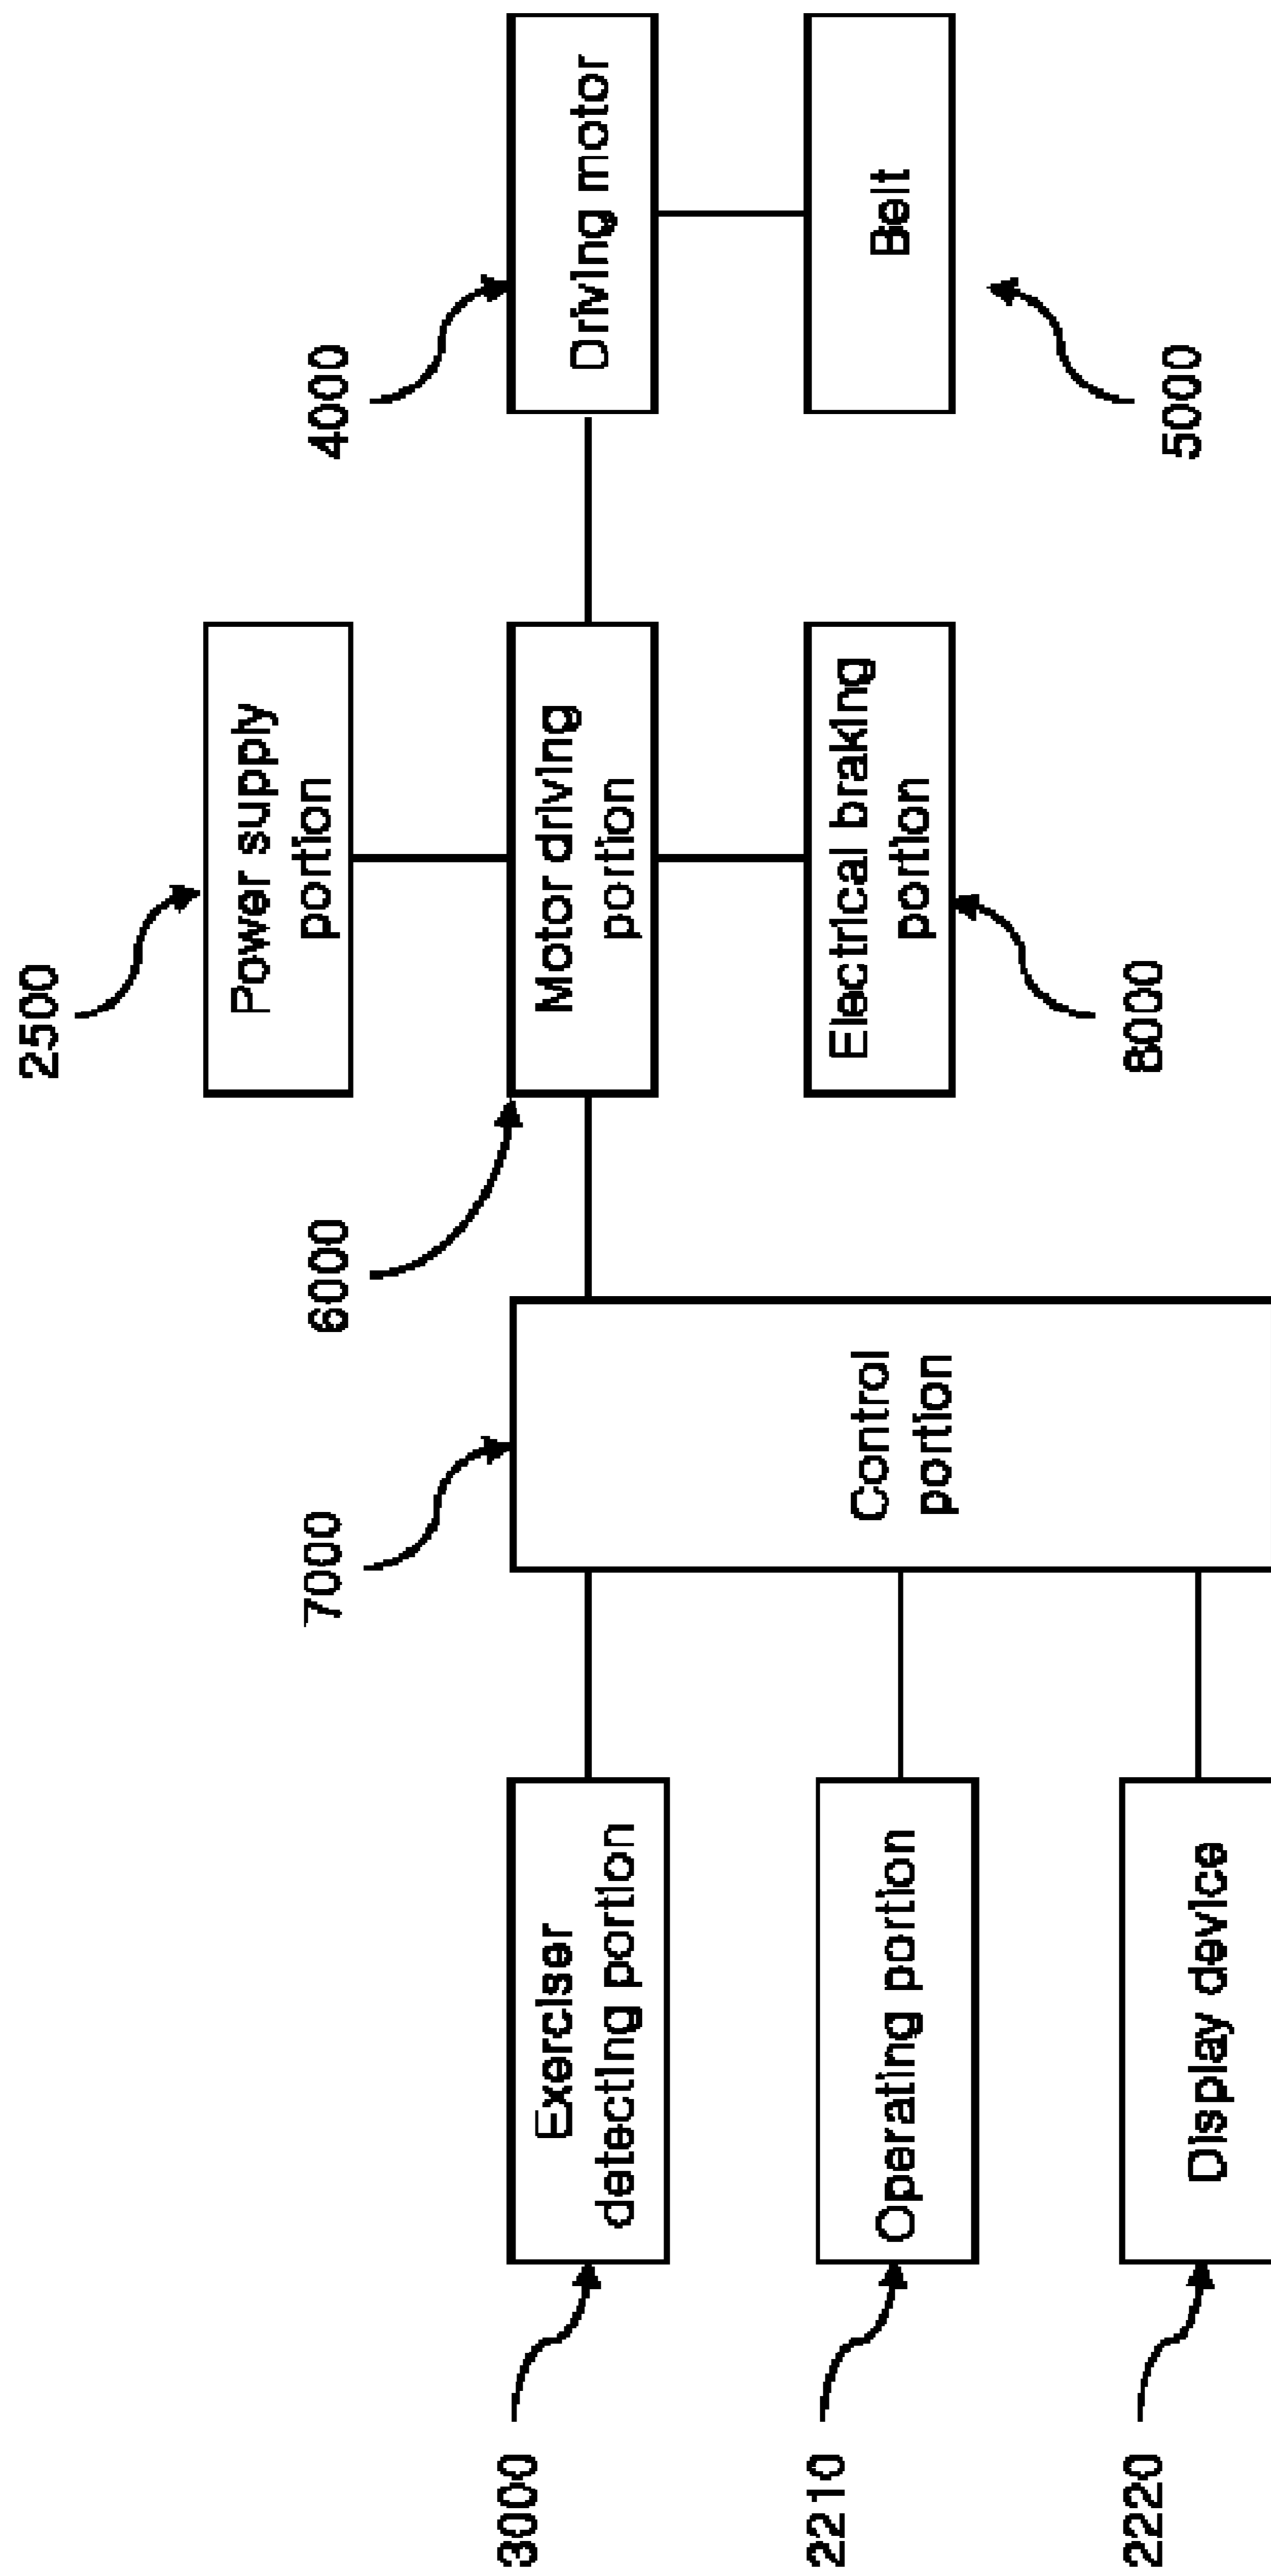 2500
Power supply
portion
4000
6000
7000
Exerciser
detecting portion
3000
Motor driving
portion
Driving motor
Control
portion
Operating portion
2210
Electrical braking
portion
Belt
8000
5000
Display device
2220